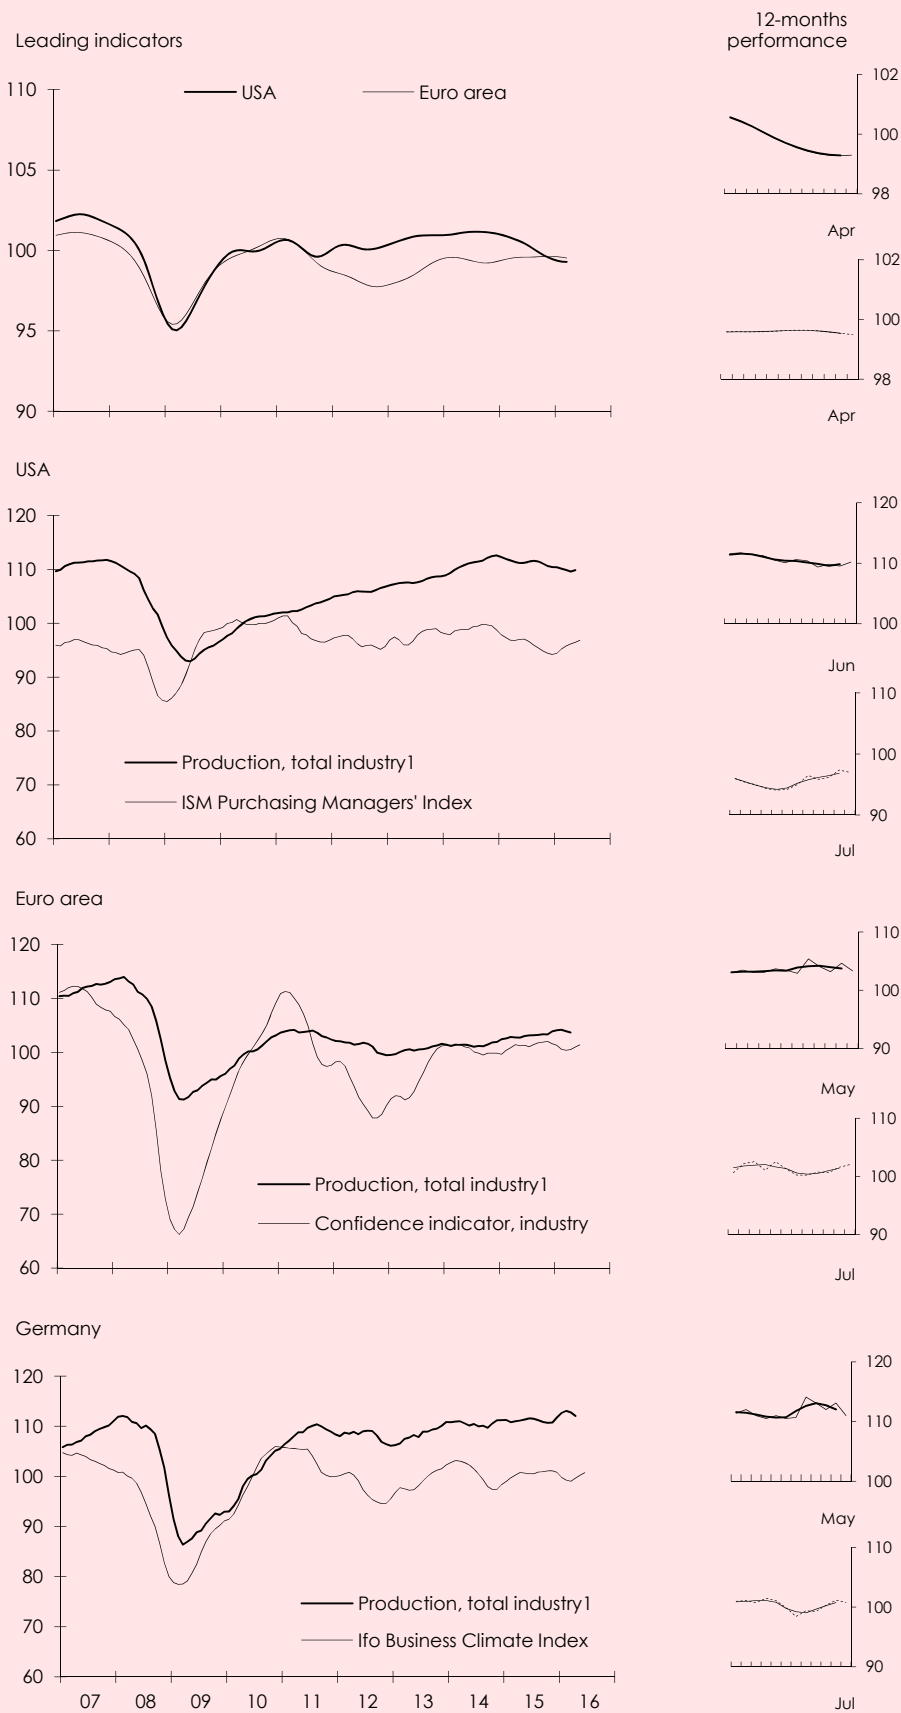 12-months
performance
Leading indicators
USA
Euro area
110
105
100
95
90
102
100
98
Apr
102
100
98
Apr
USA
120
110
100
90
80
70
60
Production, total industry1
ISM Purchasing Managers' Index
120
110
100
Jun
110
100
90
Jul
Euro area
120
110
100
90
80
70
60
Production, total industry1
Confidence indicator, industry
110
100
90
May
110
100
90
Jul
Germany
120
110
100
90
80
70
60
Production, total industry1
Ifo Business Climate Index
07 08 09 10 11 12 13 14 15 16
120
110
100
May
110
100
90
Jul